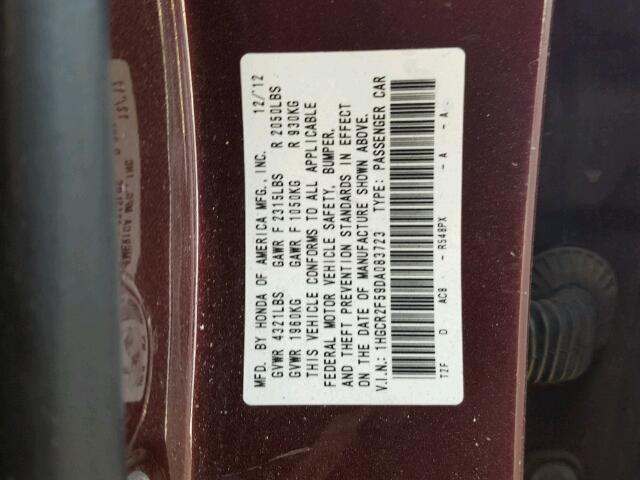 MFD. BY HONDA OF AMERICA MFG., INC. 12/'12
GVWR 4321LBS GAWR F 2315LBS R 2050LBS
GVWR 1960KG GAWR F 1050KG R 930KG
THIS VEHICLE CONFORMS TO ALL APPLICABLE
FEDERAL MOTOR VEHICLE SAFETY, BUMPER,
AND THEFT PREVENTION STANDARDS IN EFFECT
ON THE DATE OF MANUFACTURE SHOWN ABOVE.
V.I.N.: 1HGCR2F59DA083723 TYPE: PASSENGER CAR
T2F D AC8 - R548PX - A - A